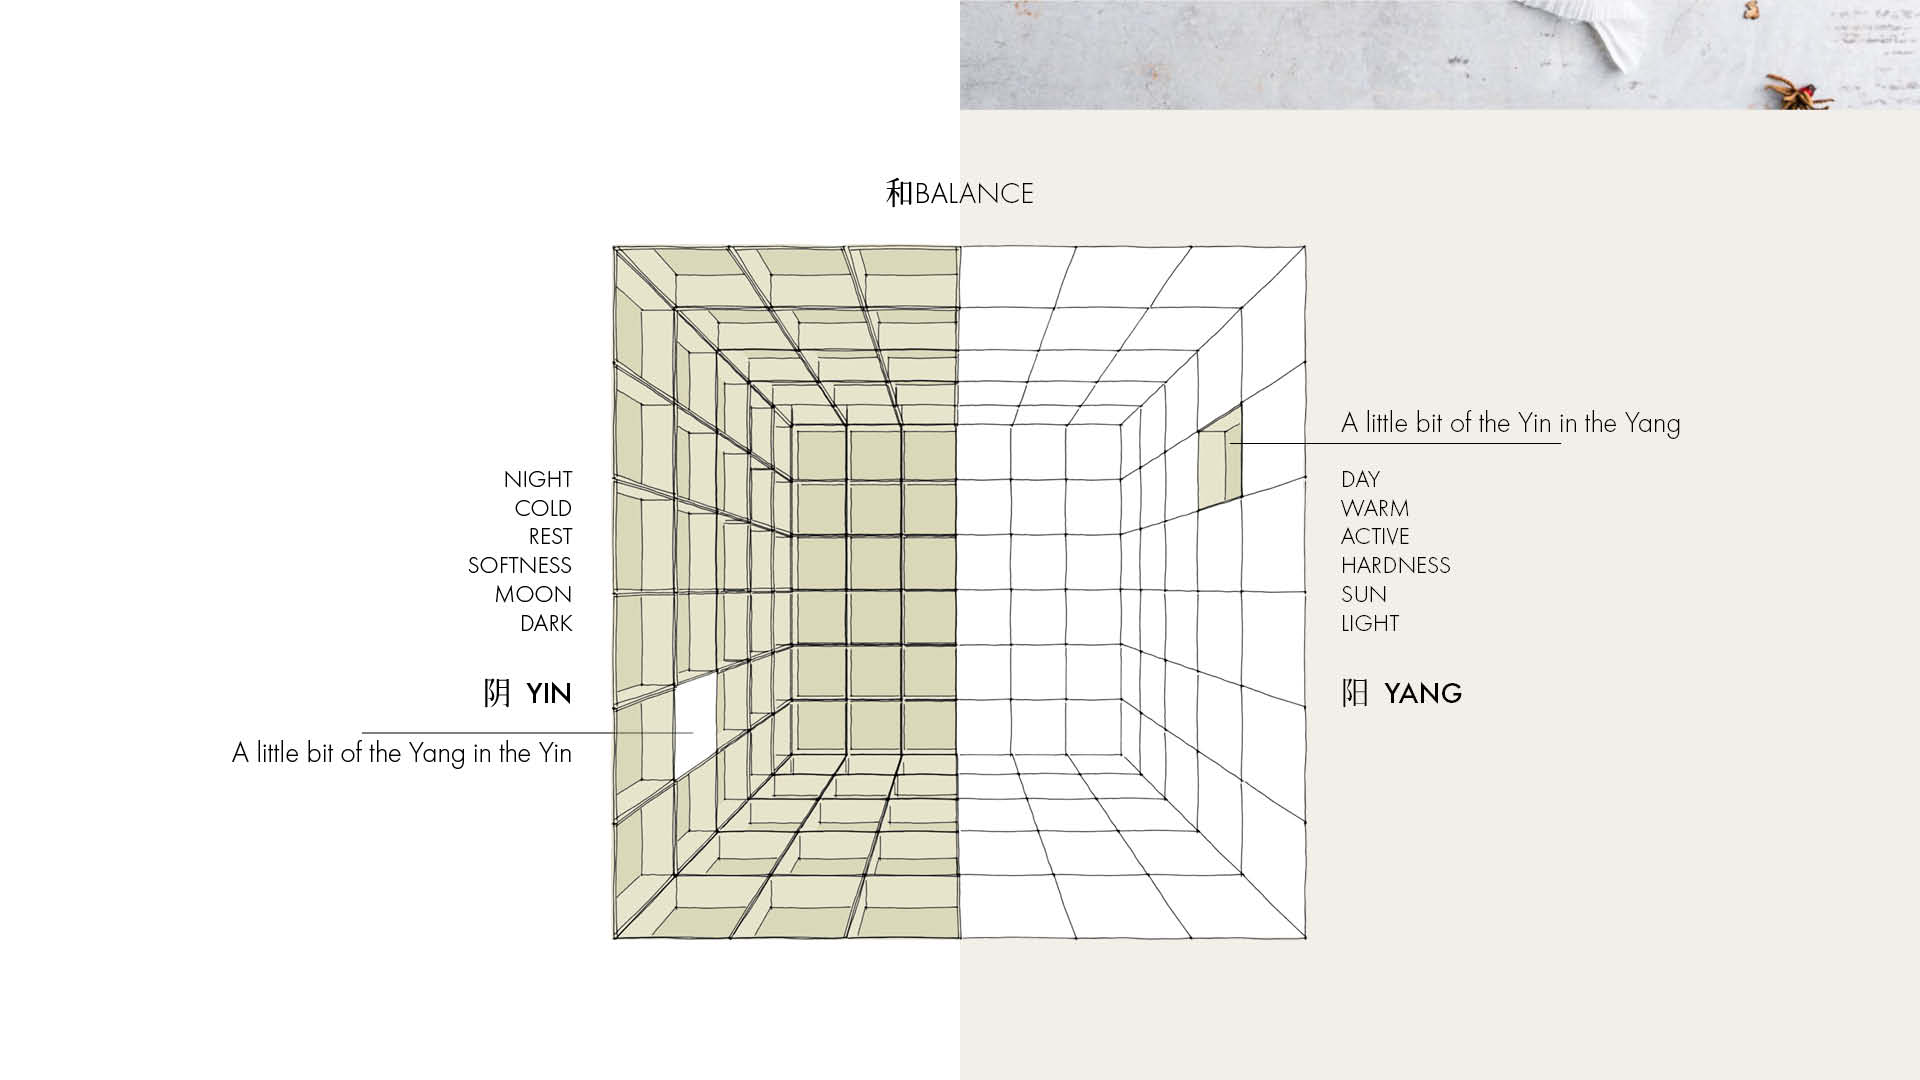 和BALANCE
NIGHT
COLD
REST
SOFTNESS
MOON
DARK
阴 YIN
A little bit of the Yang in the Yin
A little bit of the Yin in the Yang
DAY
WARM
ACTIVE
HARDNESS
SUN
LIGHT
阳 YANG